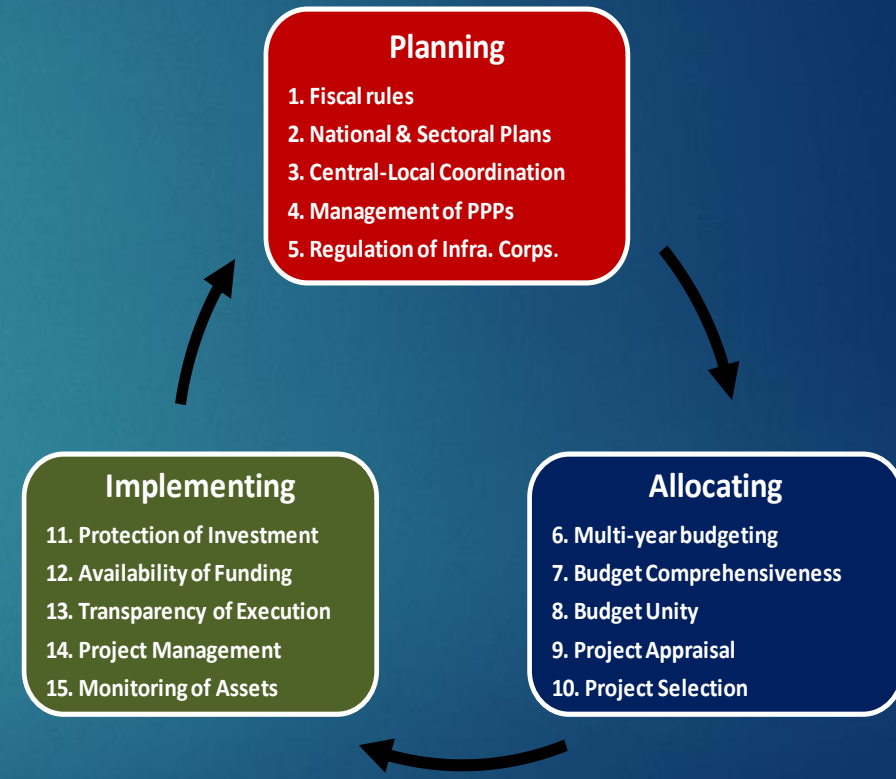 Planning
1. Fiscal rules
2. National & Sectoral Plans
3. Central-Local Coordination
4. Management of PPPs
5. Regulation of Infra. Corps.
Allocating
6. Multi-year budgeting
7. Budget Comprehensiveness
8. Budget Unity
9. Project Appraisal
10. Project Selection
Implementing
11. Protection of Investment
12. Availability of Funding
13. Transparency of Execution
14. Project Management
15. Monitoring of Assets